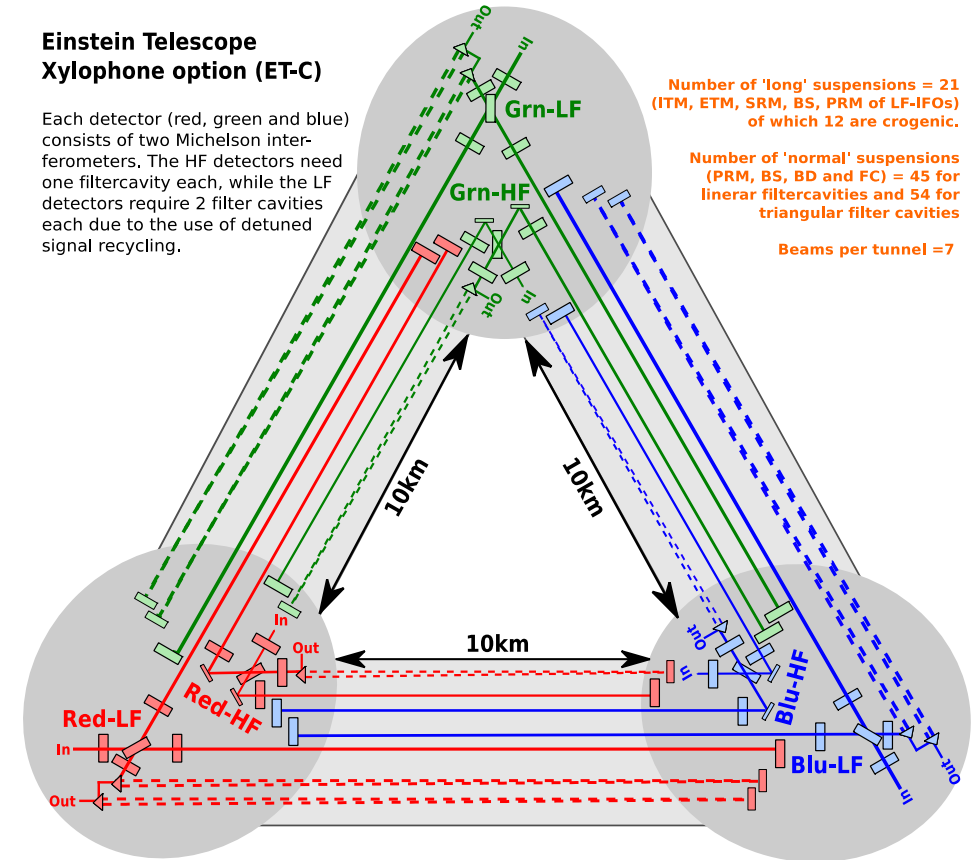 Einstein Telescope
Xylophone option (ET-C)
Each detector (red, green and blue)
consists of two Michelson inter-
ferometers. The HF detectors need
one filtercavity each, while the LF
detectors require 2 filter cavities
each due to the use of detuned
signal recycling.
Number of 'long' suspensions = 21
(ITM, ETM, SRM, BS, PRM of LF-IFOs)
of which 12 are crogenic.
Number of 'normal' suspensions
(PRM, BS, BD and FC) = 45 for
linerar filtercavities and 54 for
triangular filter cavities
Beams per tunnel =7
Out
In
Grn-LF
Grn-HF
Out
In
10km
10km
10km
In
Out
Red-HF
Red-LF
In
Out
Out
In
Blu-HF
Blu-LF
Out
In